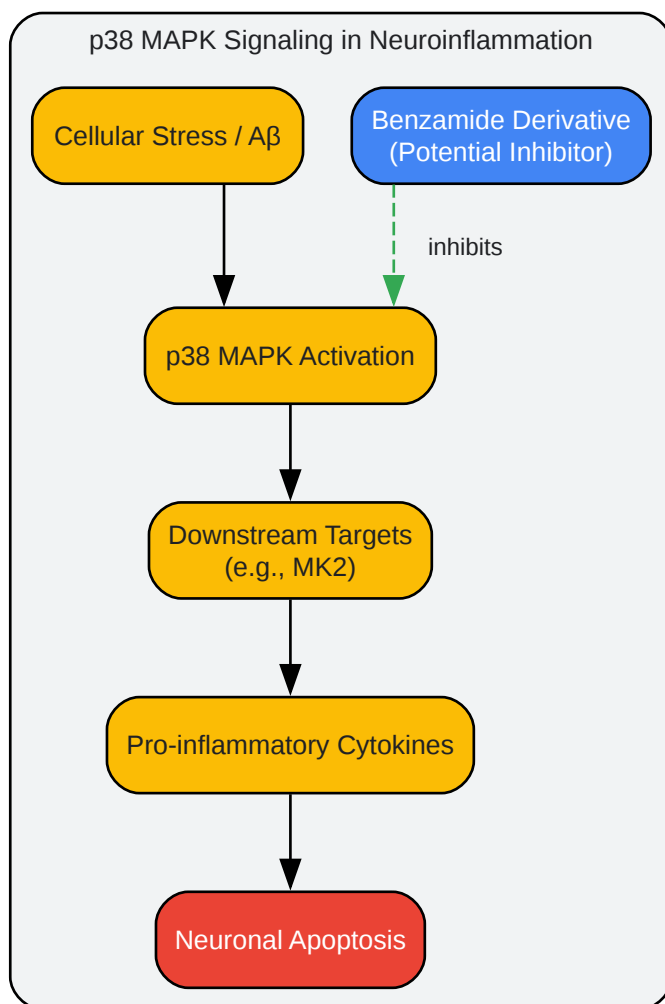 p38 MAPK Signaling in Neuroinflammation
Cellular Stress / Aβ
Benzamide Derivative
(Potential Inhibitor)
inhibits
p38 MAPK Activation
Downstream Targets
(e.g., MK2)
Pro-inflammatory Cytokines
Neuronal Apoptosis